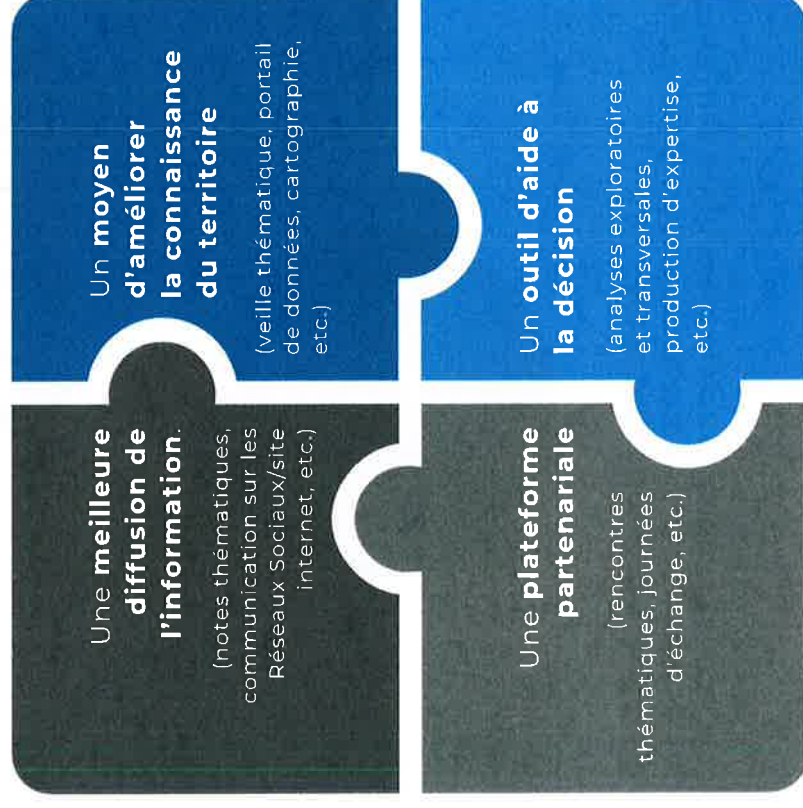 Une meilleure
diffusion de
l'information.
(notes thématiques,
communication sur les
Réseaux Sociaux/site
internet, etc.)
Un moyen
d'améliorer
la connaissance
du territoire
(veille thématique, portail
de données, cartographie,
etc.)
Une plateforme
partenariale
(rencontres
thématiques, journées
d'échange, etc.)
Un outil d'aide à
la décision
(analyses exploratoires
et transversales,
production d'expertise,
etc.)